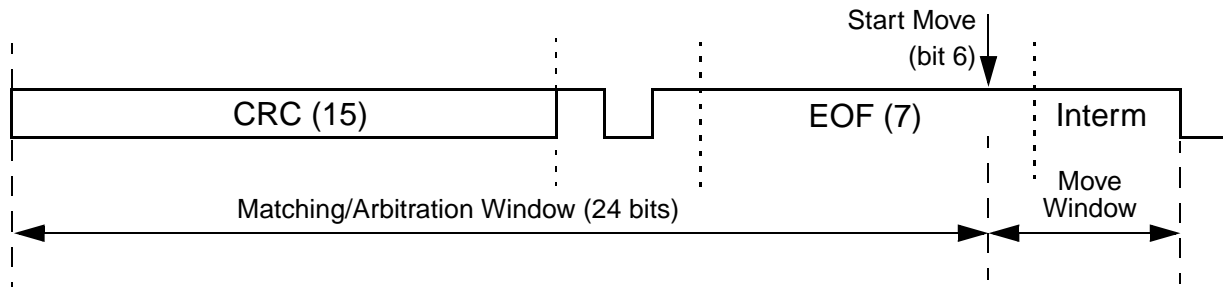 Start Move
(bit 6)
CRC (15)
EOF (7)
Interm
Matching/Arbitration Window (24 bits)
Move
Window